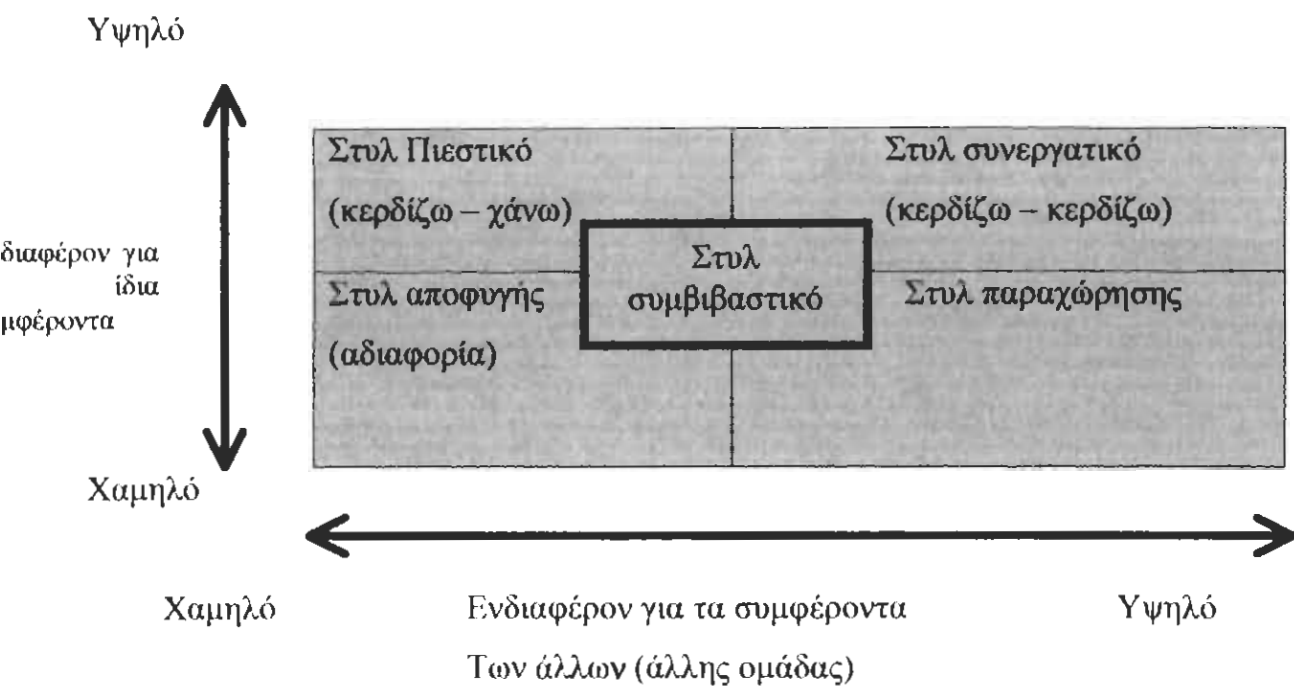 Υψηλό
Στυλ Πιεστικό
(κερδίζω – χάνω)
Στυλ συνεργατικό
(κερδίζω – κερδίζω)
διαφέρον για
ίδια
μφέροντα
Στυλ
συμβιβαστικό
Στυλ αποφυγής
(αδιαφορία)
Στυλ παραχώρησης
Χαμηλό
Χαμηλό
Ενδιαφέρον για τα συμφέροντα
Των άλλων (άλλης ομάδας)
Υψηλό